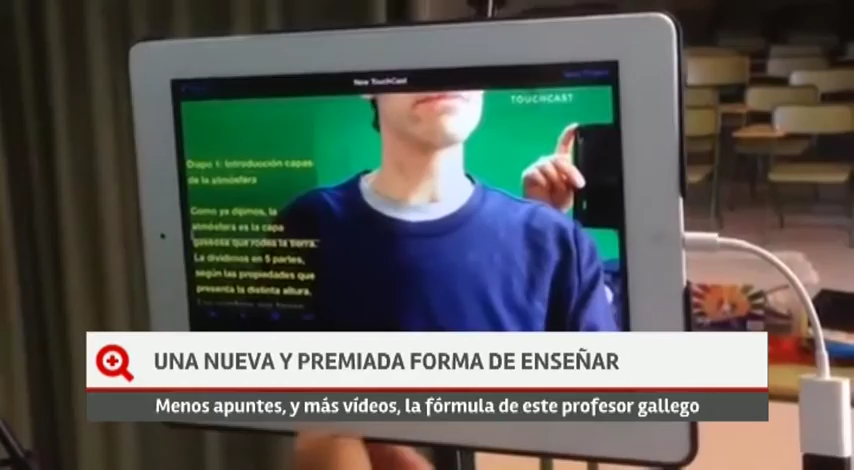 New TouchCast
TOUCHCAST
Diapo 1: Introducción capas
de la atmósfera
Como ya dijimos, la
atmósfera es la capa
gaseosa que rodea la tierra.
La dividimos en 5 partes,
según las propiedades que
presenta la distinta altura.
UNA NUEVA Y PREMIADA FORMA DE ENSEÑAR
Menos apuntes, y más vídeos, la fórmula de este profesor gallego